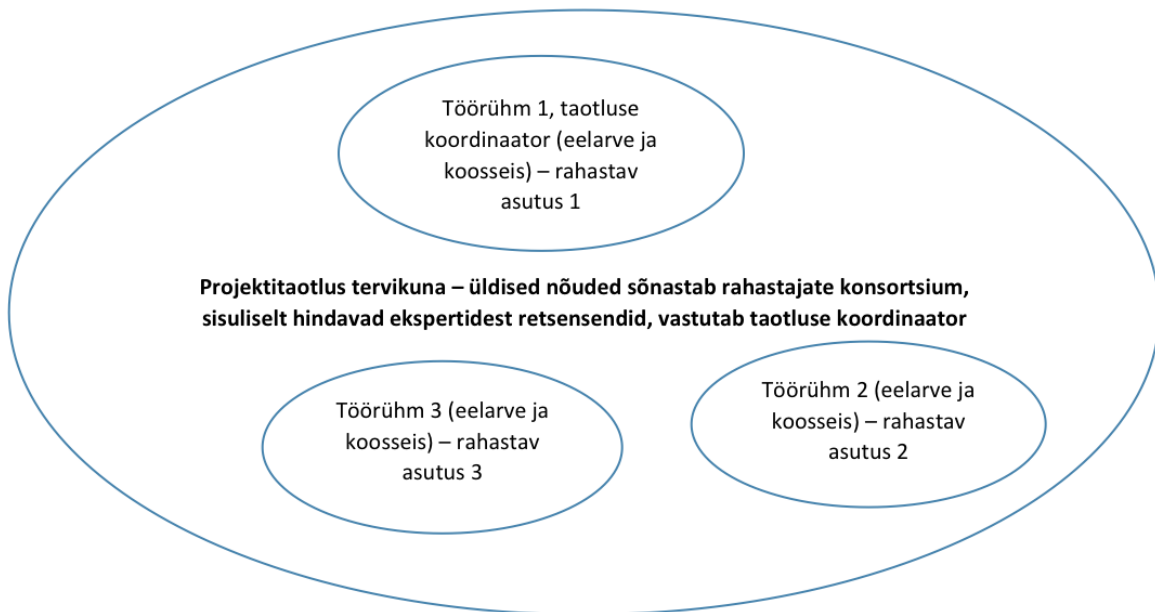 Töörühm 1, taotluse
koordinaator (eelarve ja
koosseis) – rahastav
asutus 1
Projektitaotlus tervikuna – üldised nõuded sõnastab rahastajate konsortsium,
sisuliselt hindavad ekspertidest retsensendid, vastutab taotluse koordinaator
Töörühm 3 (eelarve ja
koosseis) – rahastav
asutus 3
Töörühm 2 (eelarve ja
koosseis) – rahastav
asutus 2